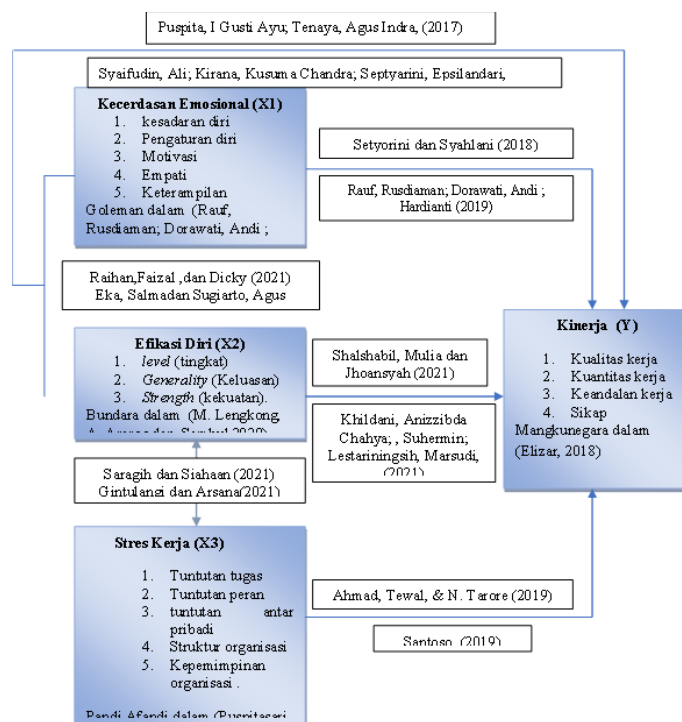 Puspita, I Gusti Ayu; Tenaya, Agus Indra, (2017)
Syaifudin, Ali; Kirana, Kusuma Chandra; Septyarini, Epsilandari,
Kecerdasan Emosional (X1)
1. kesadaran diri
2. Pengaturan diri
3. Motivasi
4. Empati
5. Keterampilan
Goleman dalam (Rauf,
Rusdiaman; Dorawati, Andi ;
Setyorini dan Syahlani (2018)
Rauf, Rusdiaman; Dorawati, Andi ;
Hardianti (2019)
Raihan,Faizal ,dan Dicky (2021)
Eka, Salmadan Sugiarto, Agus
Efikasi Diri (X2)
1. level (tingkat)
2. Generality (Keluasan)
3. Strength (kekuatan).
Bundara dalam (M. Lengkong,
Shalshabil, Mulia dan
Jhoansyah (2021)
Khildani, Anizzibda
Chahya; , Suhermin;
Lestariningsih, Marsudi,
(2021)
Kinerja (Y)
1. Kualitas kerja
2. Kuantitas kerja
3. Keandalan kerja
4. Sikap
Mangkunegara dalam
(Elizar, 2018)
Saragih dan Siahaan (2021)
Gintulansi dan Arsana(2021)
Stres Kerja (X3)
1. Tuntutan tugas
2. Tuntutan peran
3. tuntutan antar
pribadi
4. Struktur organisasi
5. Kepemimpinan
organisasi .
Pandi Afandi dalam (Puspitasari
Ahmad, Tewal, & N. Tarore (2019)
Santoso (2019)